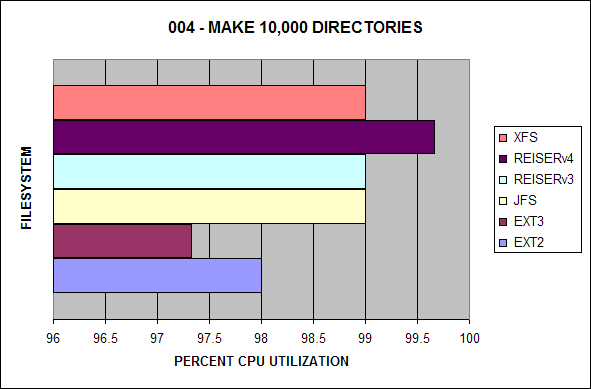 004 - MAKE 10,000 DIRECTORIES
FILESYSTEM
XFS
REISERv4
REISERv3
JFS
EXT3
EXT2
96 96.5 97 97.5 98 98.5 99 99.5 100
PERCENT CPU UTILIZATION